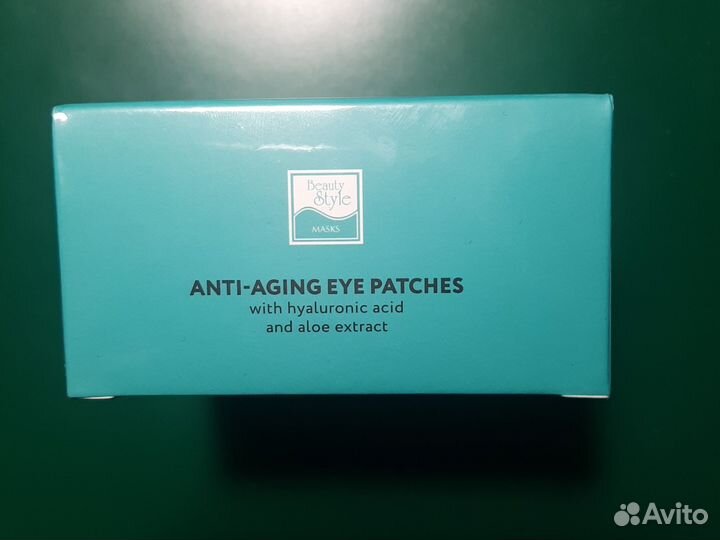 Beauty
Style
MASKS
ANTI-AGING EYE PATCHES
with hyaluronic acid
and aloe extract
Avito